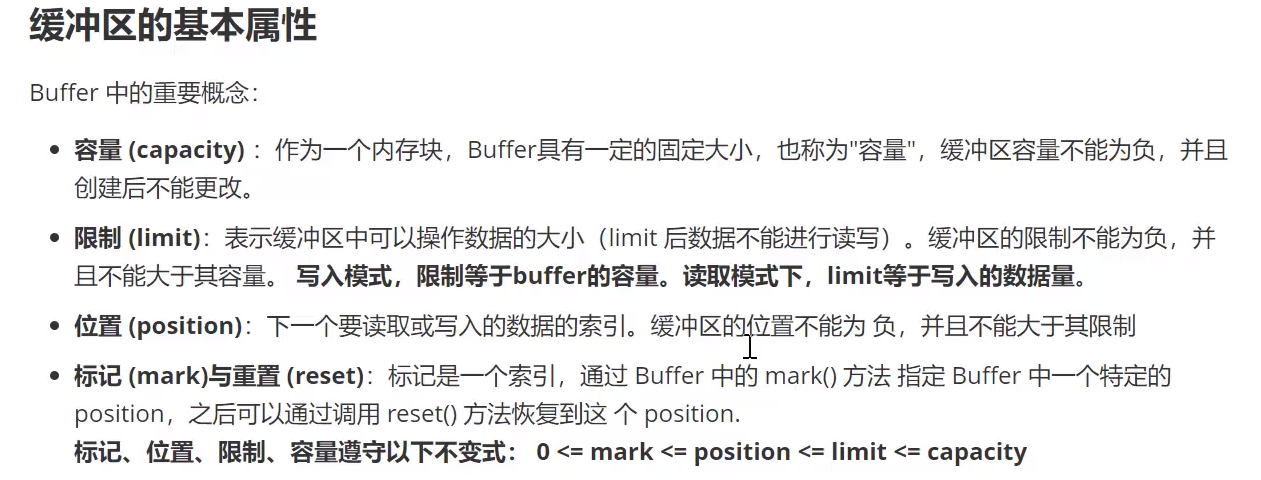 缓冲区的基本属性
Buffer 中的重要概念：
容量 (capacity) ：作为一个内存块，Buffer具有一定的固定大小，也称为"容量"，缓冲区容量不能为负，并且
创建后不能更改。
限制 (limit)：表示缓冲区中可以操作数据的大小（limit 后数据不能进行读写）。缓冲区的限制不能为负，并
且不能大于其容量。 写入模式，限制等于buffer的容量。读取模式下，limit等于写入的数据量。
位置 (position)：下一个要读取或写入的数据的索引。缓冲区的位置不能为 负，并且不能大于其限制
标记 (mark)与重置 (reset)：标记是一个索引，通过 Buffer 中的 mark() 方法 指定 Buffer 中一个特定的
position，之后可以通过调用 reset() 方法恢复到这 个 position.
标记、位置、限制、容量遵守以下不变式： 0 <= mark <= position <= limit <= capacity